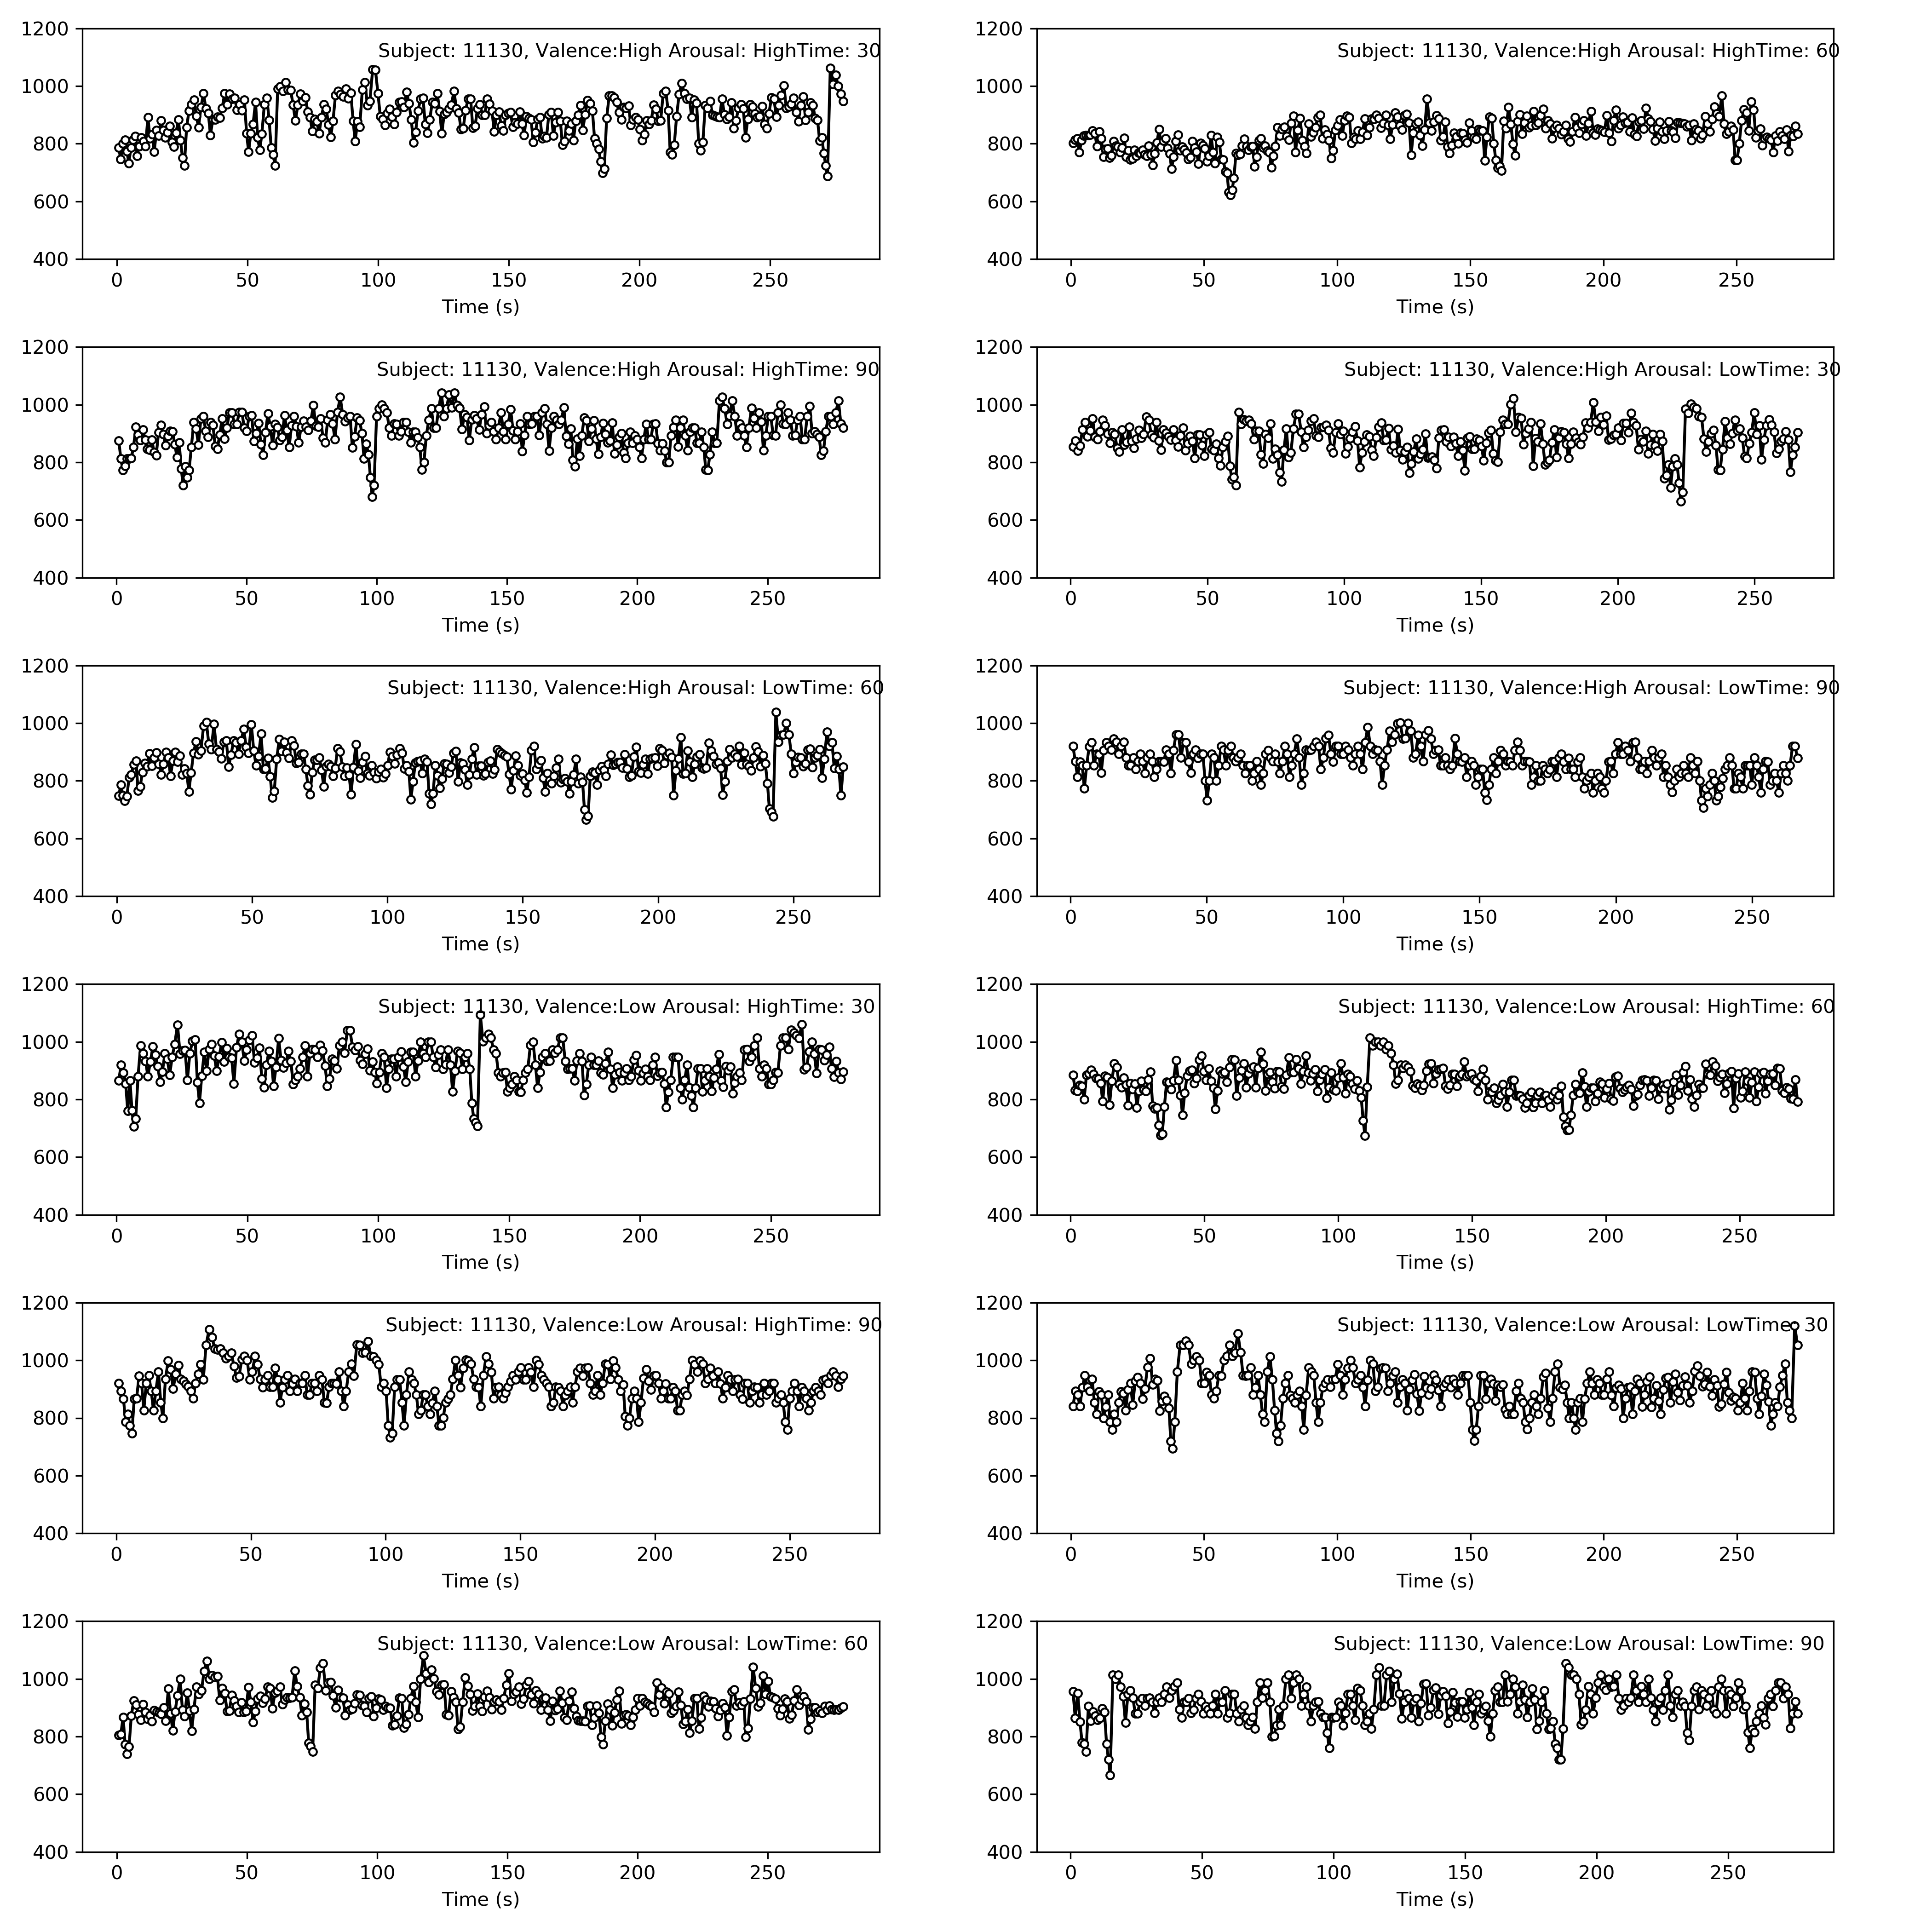 1200
1000
800
600
400
Subject: 11130, Valence:High Arousal: HighTime: 30
0 50 100 150 200 250
Time (s)
1200
1000
800
600
400
Subject: 11130, Valence:High Arousal: HighTime: 60
0 50 100 150 200 250
Time (s)
1200
1000
800
600
400
Subject: 11130, Valence:High Arousal: HighTime: 90
0 50 100 150 200 250
Time (s)
1200
1000
800
600
400
Subject: 11130, Valence:High Arousal: LowTime: 30
0 50 100 150 200 250
Time (s)
1200
1000
800
600
400
Subject: 11130, Valence:High Arousal: LowTime: 60
0 50 100 150 200 250
Time (s)
1200
1000
800
600
400
Subject: 11130, Valence:High Arousal: LowTime: 90
0 50 100 150 200 250
Time (s)
1200
1000
800
600
400
Subject: 11130, Valence:Low Arousal: HighTime: 30
0 50 100 150 200 250
Time (s)
1200
1000
800
600
400
Subject: 11130, Valence:Low Arousal: HighTime: 60
0 50 100 150 200 250
Time (s)
1200
1000
800
600
400
Subject: 11130, Valence:Low Arousal: HighTime: 90
0 50 100 150 200 250
Time (s)
1200
1000
800
600
400
Subject: 11130, Valence:Low Arousal: LowTime: 30
0 50 100 150 200 250
Time (s)
1200
1000
800
600
400
Subject: 11130, Valence:Low Arousal: LowTime: 60
0 50 100 150 200 250
Time (s)
1200
1000
800
600
400
Subject: 11130, Valence:Low Arousal: LowTime: 90
0 50 100 150 200 250
Time (s)